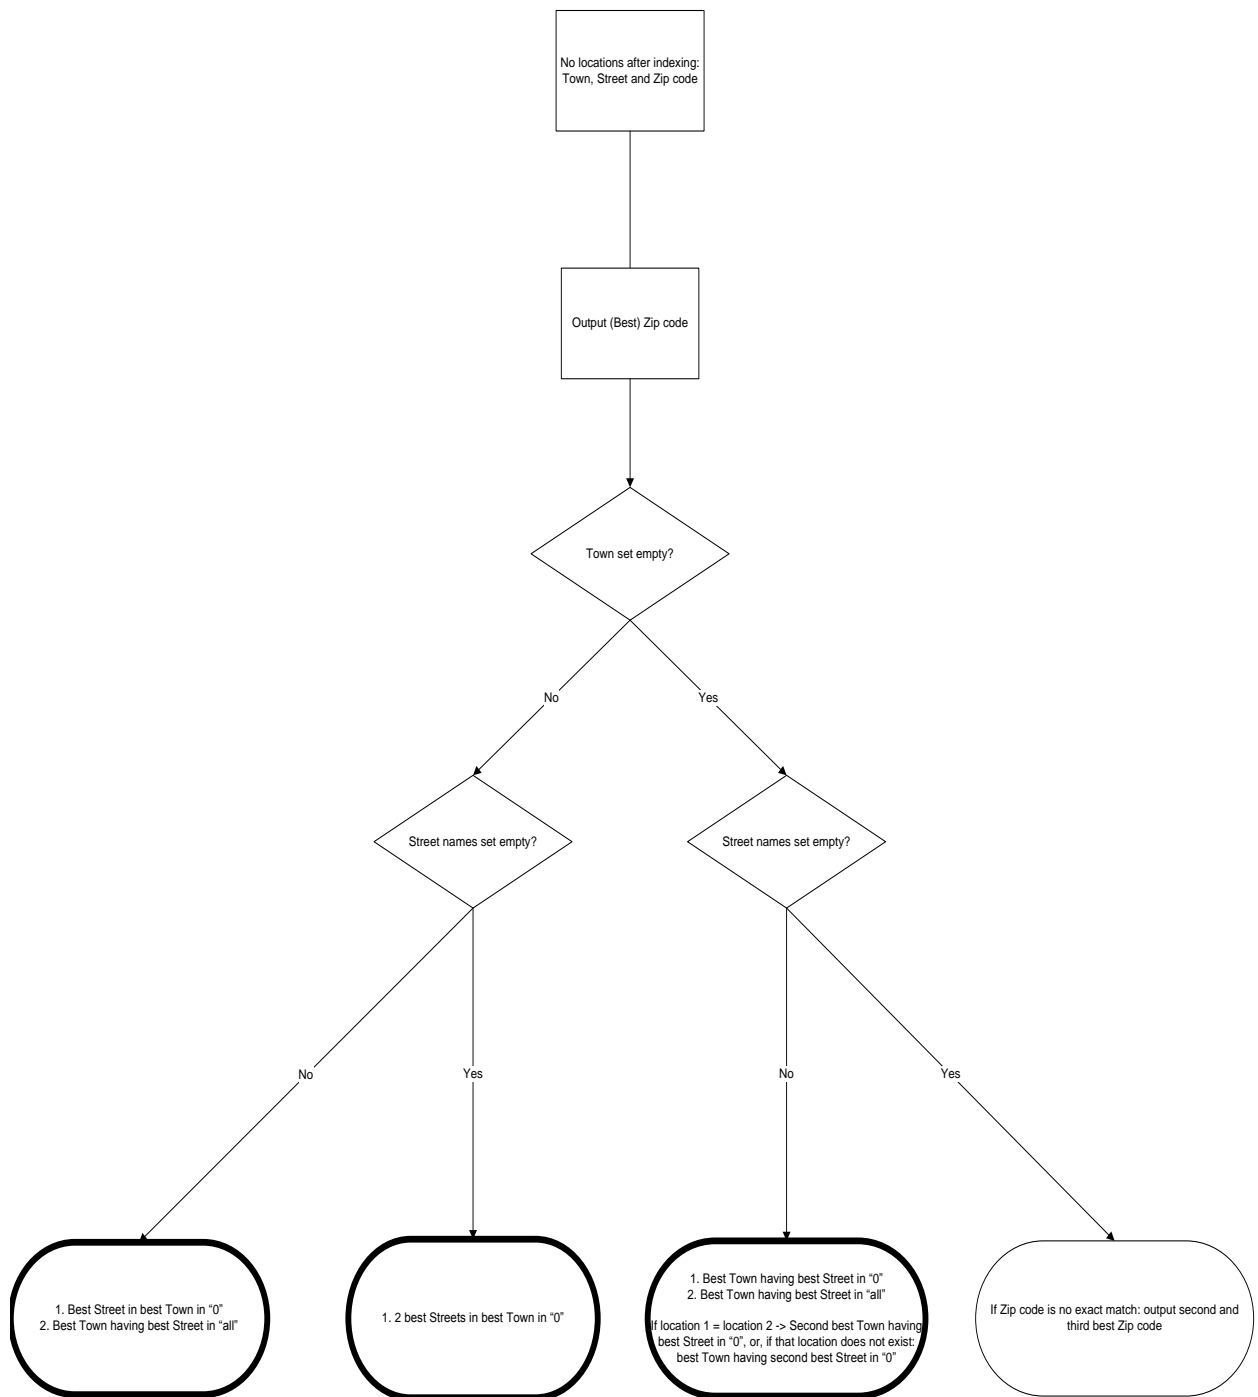 No locations after indexing:
Town, Street and Zip code
Output (Best) Zip code
Town set empty?
No
Yes
Street names set empty?
Street names set empty?
No
Yes
No
Yes
1. Best Street in best Town in “0”
2. Best Town having best Street in “all”
1. 2 best Streets in best Town in “0”
1. Best Town having best Street in “0”
2. Best Town having best Street in “all”
If location 1 = location 2 -> Second best Town having
best Street in “0”, or, if that location does not exist:
best Town having second best Street in “0”
If Zip code is no exact match: output second and
third best Zip code